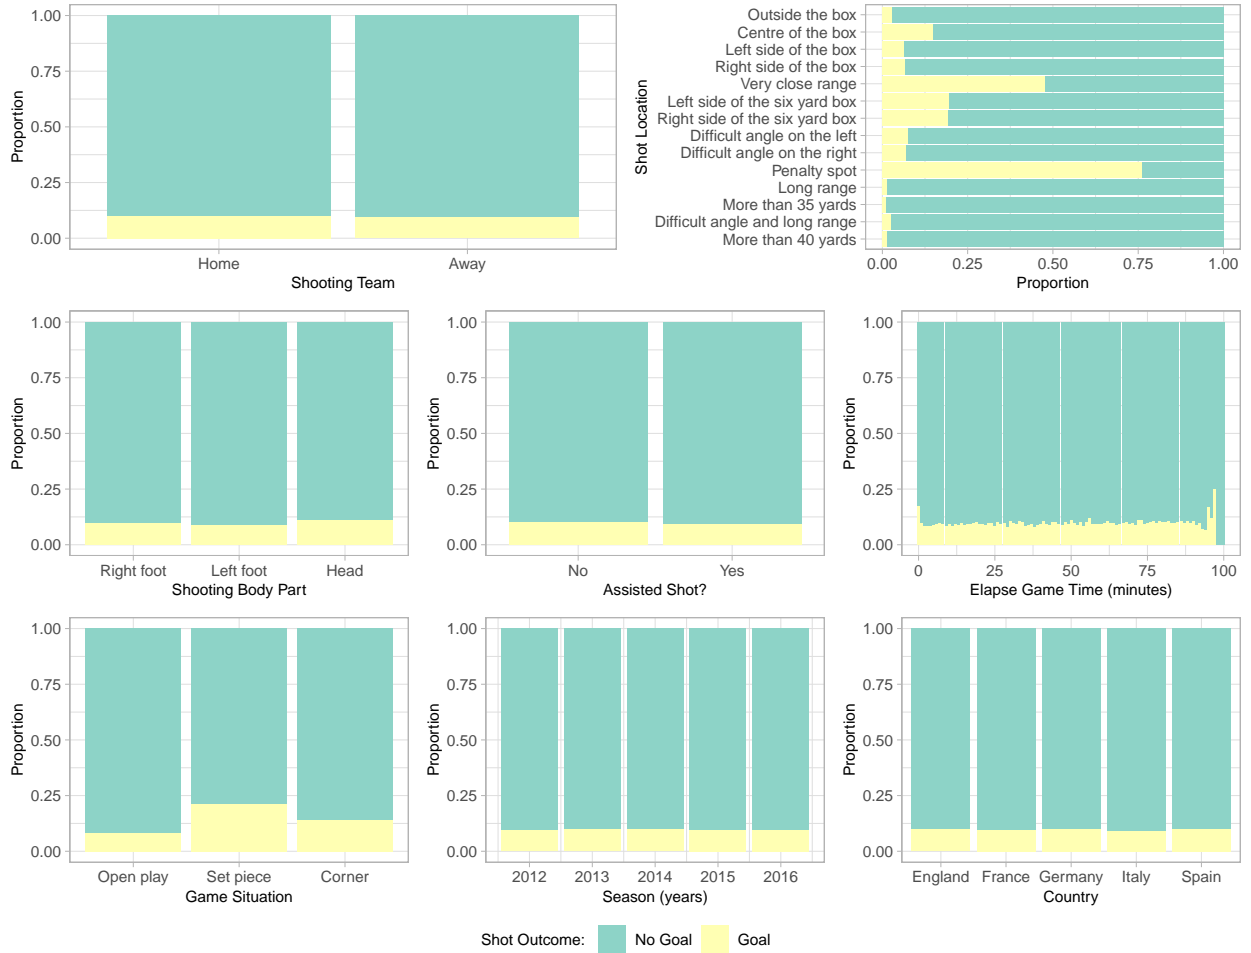 1.00
0.75
0.50
0.25
0.00
Proportion
Home Away
Shooting Team
Shot Location
Outside the box
Centre of the box
Left side of the box
Right side of the box
Very close range
Left side of the six yard box
Right side of the six yard box
Difficult angle on the left
Difficult angle on the right
Penalty spot
Long range
More than 35 yards
Difficult angle and long range
More than 40 yards
0.00 0.25 0.50 0.75 1.00
Proportion
1.00
0.75
0.50
0.25
0.00
Proportion
Right foot Left foot Head
Shooting Body Part
1.00
0.75
0.50
0.25
0.00
Proportion
No Yes
Assisted Shot?
1.00
0.75
0.50
0.25
0.00
Proportion
0 25 50 75 100
Elapse Game Time (minutes)
1.00
0.75
0.50
0.25
0.00
Proportion
Open play Set piece Corner
Game Situation
1.00
0.75
0.50
0.25
0.00
Proportion
2012 2013 2014 2015 2016
Season (years)
1.00
0.75
0.50
0.25
0.00
Proportion
England France Germany Italy Spain
Country
Shot Outcome: No Goal Goal